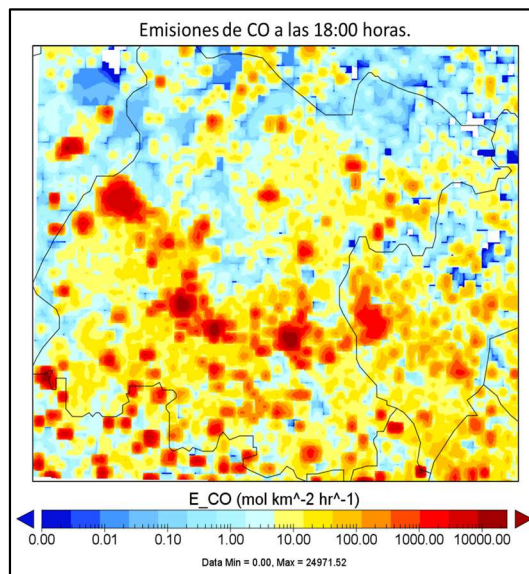 Emisiones de CO a las 18:00 horas.
E_CO (mol km^-2 hr^-1)
0.00 0.01 0.10 1.00 10.00 100.00 1000.00 10000.00
Data Min = 0.00, Max = 24971.52